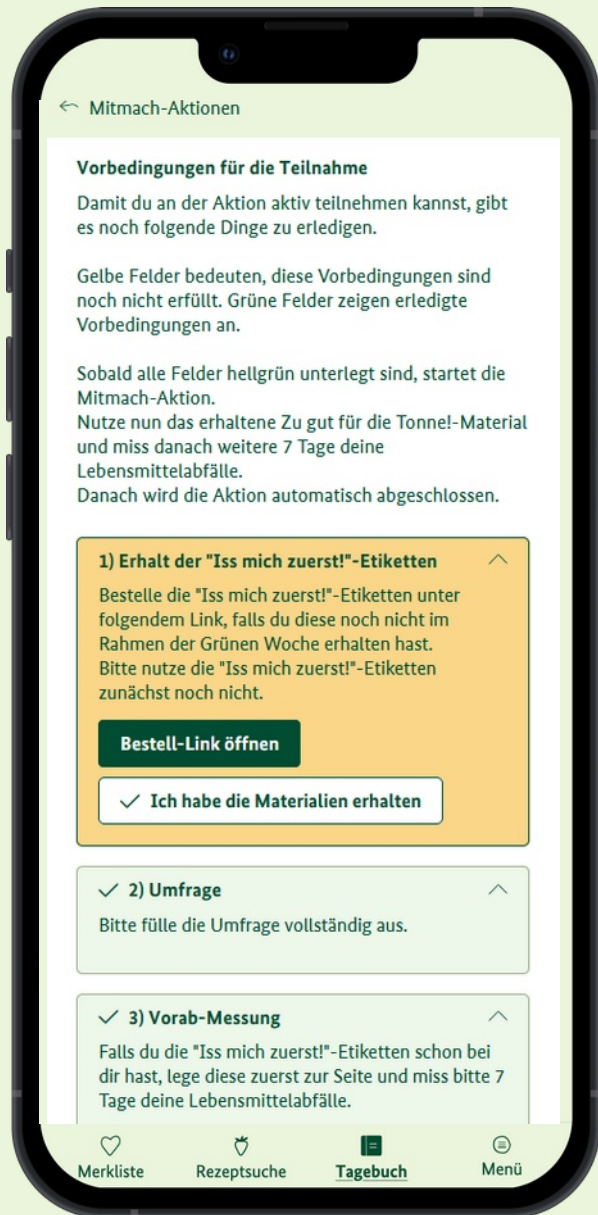 Mitmach-Aktionen
Vorbedingungen für die Teilnahme
Damit du an der Aktion aktiv teilnehmen kannst, gibt
es noch folgende Dinge zu erledigen.
Gelbe Felder bedeuten, diese Vorbedingungen sind
noch nicht erfüllt. Grüne Felder zeigen erledigte
Vorbedingungen an.
Sobald alle Felder hellgrün unterlegt sind, startet die
Mitmach-Aktion.
Nutze nun das erhaltene Zu gut für die Tonne!-Material
und miss danach weitere 7 Tage deine
Lebensmittelabfälle.
Danach wird die Aktion automatisch abgeschlossen.
1) Erhalt der "Iss mich zuerst!"-Etiketten
Bestelle die "Iss mich zuerst!"-Etiketten unter
folgendem Link, falls du diese noch nicht im
Rahmen der Grünen Woche erhalten hast.
Bitte nutze die "Iss mich zuerst!"-Etiketten
zunächst noch nicht.
Bestell-Link öffnen
Ich habe die Materialien erhalten
2) Umfrage
Bitte fülle die Umfrage vollständig aus.
3) Vorab-Messung
Falls du die "Iss mich zuerst!"-Etiketten schon bei
dir hast, lege diese zuerst zur Seite und miss bitte 7
Tage deine Lebensmittelabfälle.
Merkliste Rezeptsuche Tagebuch Menü